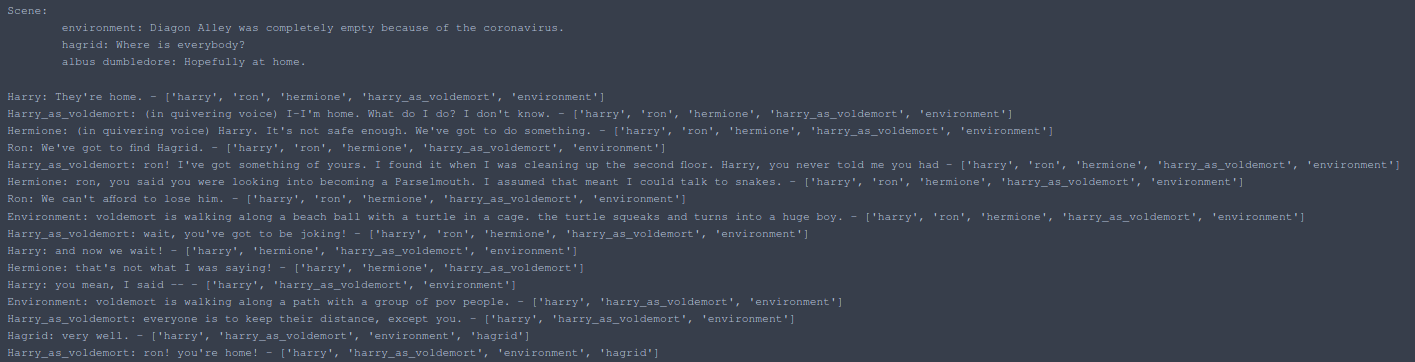 Scene:
environment: Diagon Alley was completely empty because of the coronavirus.
hagrid: Where is everybody?
albus dumbledore: Hopefully at home.
Harry: They're home. – ['harry', 'ron', 'hermione', 'harry_as_voldemort', 'environment']
Harry_as_voldemort: (in quivering voice) I-I'm home. What do I do? I don't know. – ['harry', 'ron', 'hermione', 'harry_as_voldemort', 'environment']
Hermione: (in quivering voice) Harry. It's not safe enough. We've got to do something. – ['harry', 'ron', 'hermione', 'harry_as_voldemort', 'environment']
Ron: We've got to find Hagrid. – ['harry', 'ron', 'hermione', 'harry_as_voldemort', 'environment']
Harry_as_voldemort: ron! I've got something of yours. I found it when I was cleaning up the second floor. Harry, you never told me you had – ['harry', 'ron', 'hermione', 'harry_as_voldemort', 'environment']
Hermione: ron, you said you were looking into becoming a Parselmouth. I assumed that meant I could talk to snakes. – ['harry', 'ron', 'hermione', 'harry_as_voldemort', 'environment']
Ron: We can't afford to lose him. – ['harry', 'ron', 'hermione', 'harry_as_voldemort', 'environment']
Environment: voldemort is walking along a beach ball with a turtle in a cage. the turtle squeaks and turns into a huge boy. – ['harry', 'ron', 'hermione', 'harry_as_voldemort', 'environment']
Harry_as_voldemort: wait, you've got to be joking! – ['harry', 'ron', 'hermione', 'harry_as_voldemort', 'environment']
Harry: and now we wait! – ['harry', 'hermione', 'harry_as_voldemort', 'environment']
Hermione: that's not what I was saying! – ['harry', 'hermione', 'harry_as_voldemort']
Harry: you mean, I said -- – ['harry', 'harry_as_voldemort', 'environment']
Environment: voldemort is walking along a path with a group of pov people. – ['harry', 'harry_as_voldemort', 'environment']
Harry_as_voldemort: everyone is to keep their distance, except you. – ['harry', 'harry_as_voldemort', 'environment']
Hagrid: very well. – ['harry', 'harry_as_voldemort', 'environment', 'hagrid']
Harry_as_voldemort: ron! you're home! – ['harry', 'harry_as_voldemort', 'environment', 'hagrid']